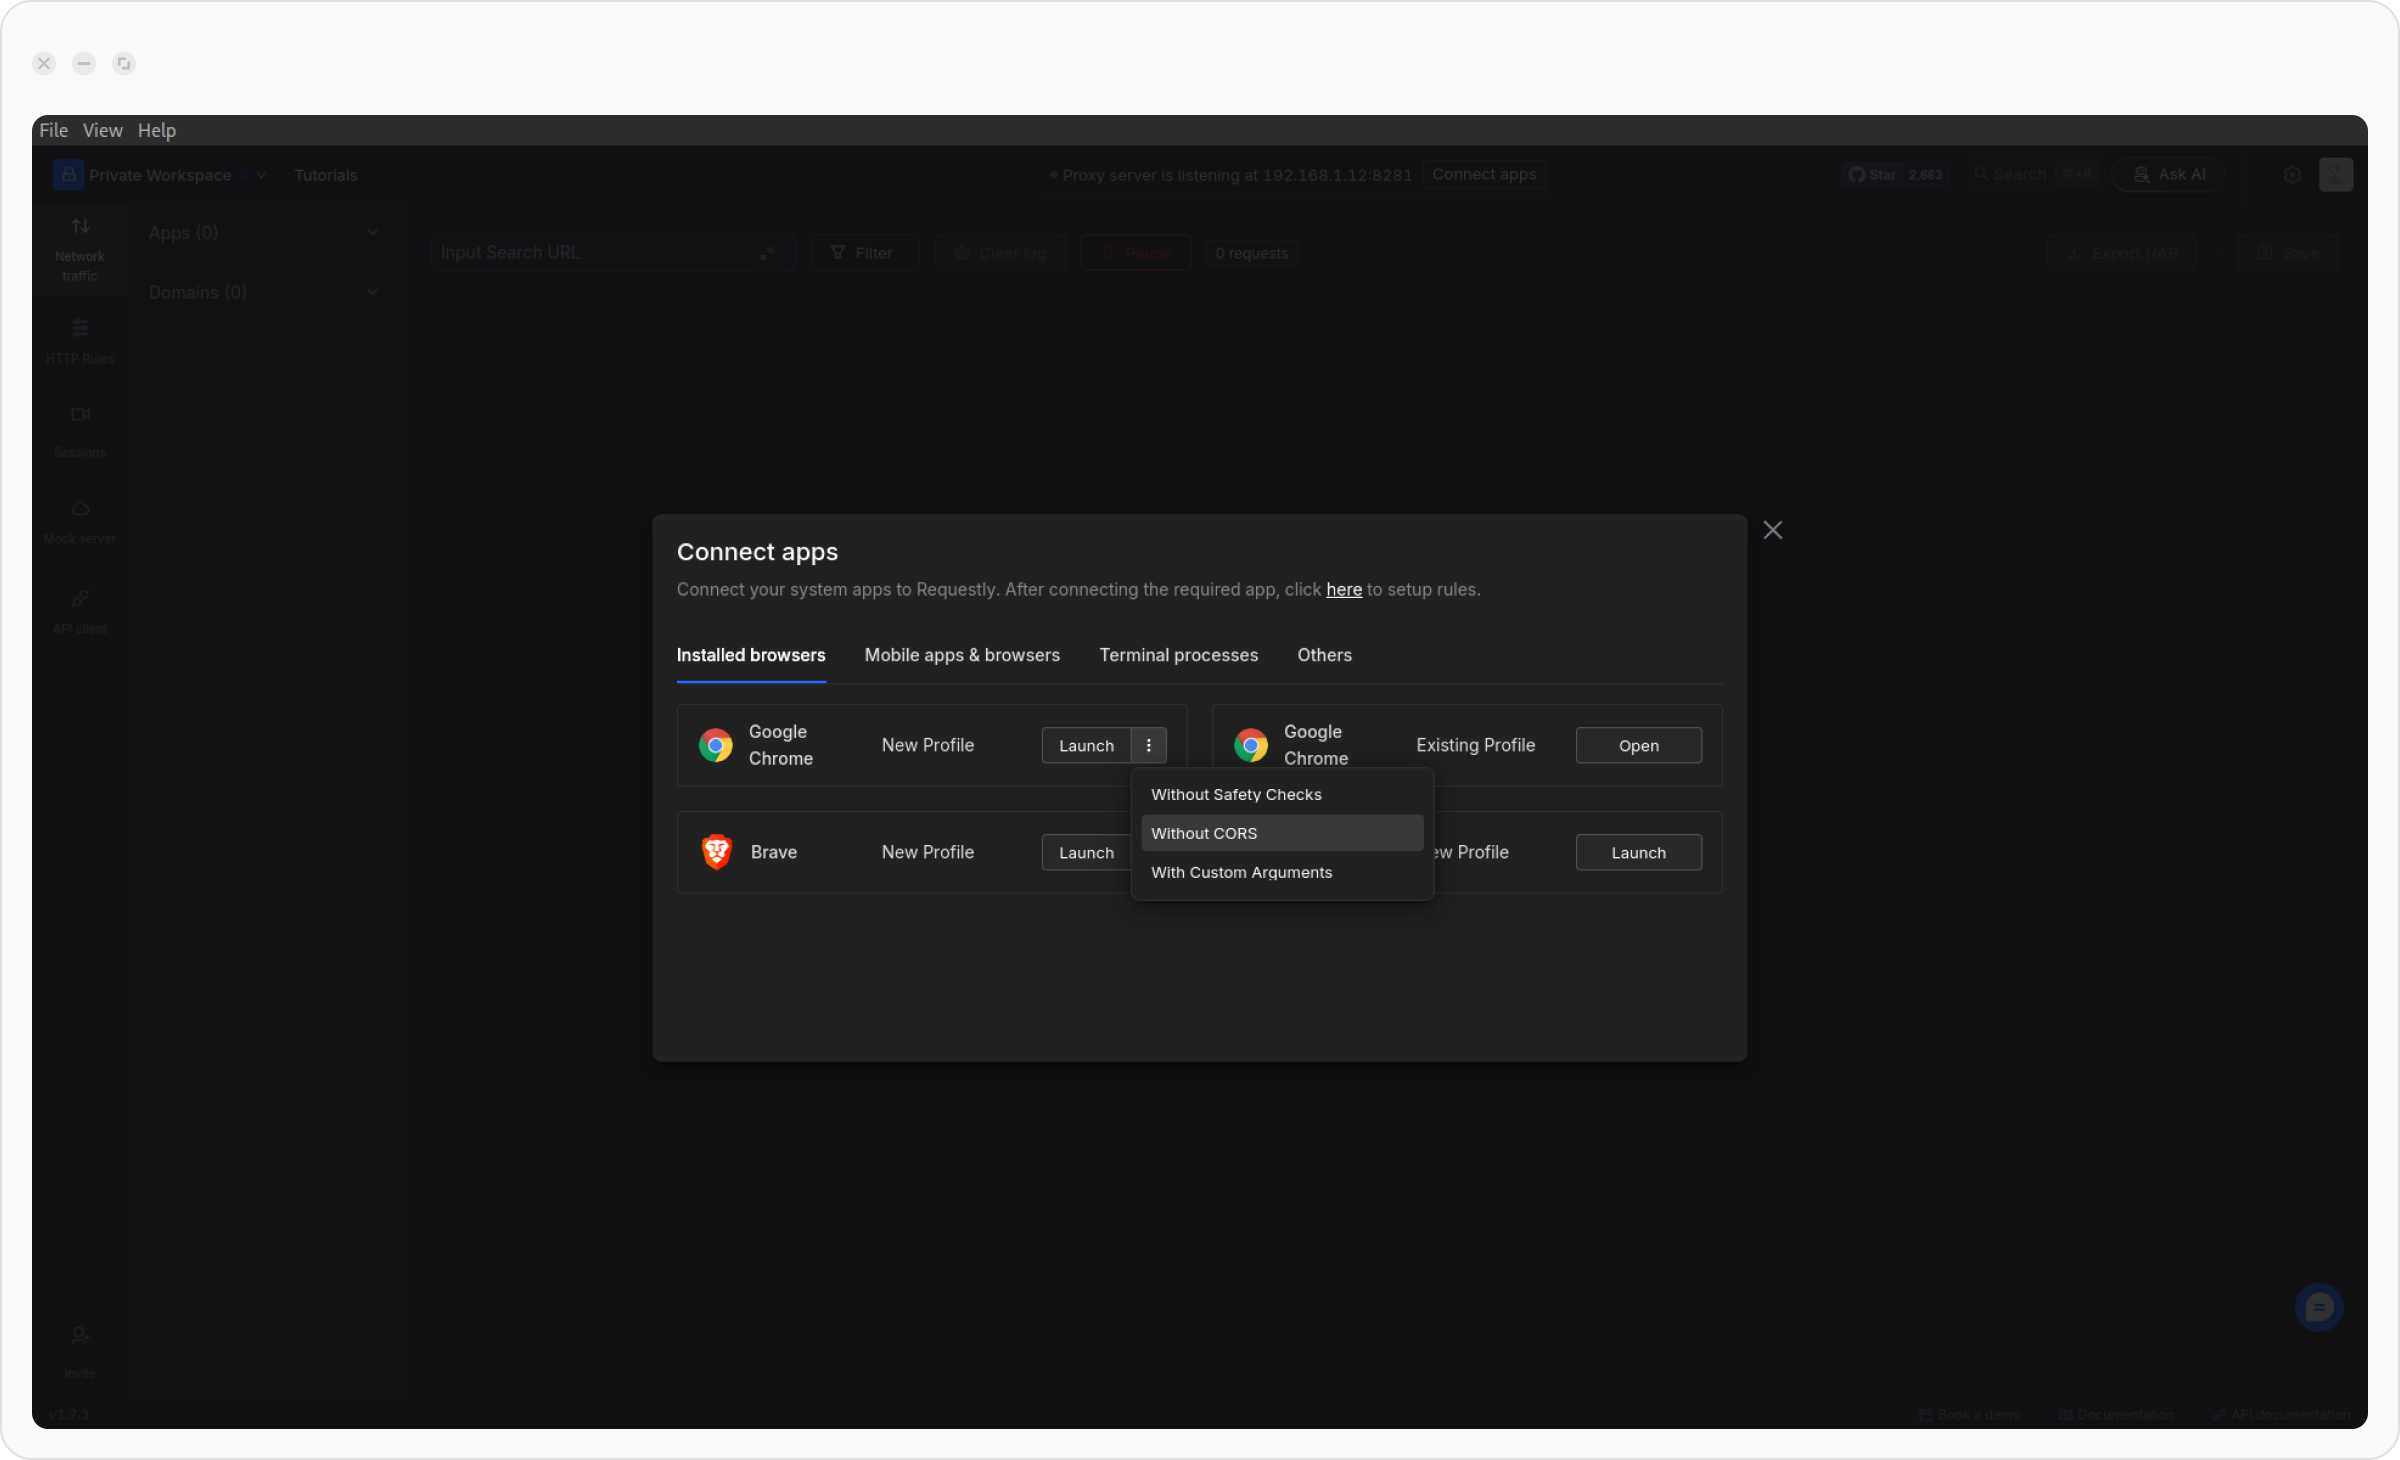 File View Help
Private Workspace Tutorials Proxy server is listening at 192.168.1.12:8281 Connect apps Star 2,663 Search ⌘+K Ask AI
Network
traffic
Apps (0)
Input Search URL .* Filter Clear log Pause 0 requests Export HAR Save
Domains (0)
HTTP Rules
Sessions
Mock server
API client
Connect apps
Connect your system apps to Requestly. After connecting the required app, click here to setup rules.
Installed browsers Mobile apps & browsers Terminal processes Others
Google
Chrome
New Profile Launch
Google
Chrome
Existing Profile Open
Without Safety Checks
Without CORS
With Custom Arguments
Brave New Profile Launch
ew Profile Launch
Invite
v1.7.3
Book a demo Documentation API documentation